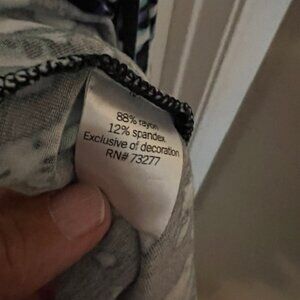 88% rayon
12% spandex
Exclusive of decoration
RN# 73277